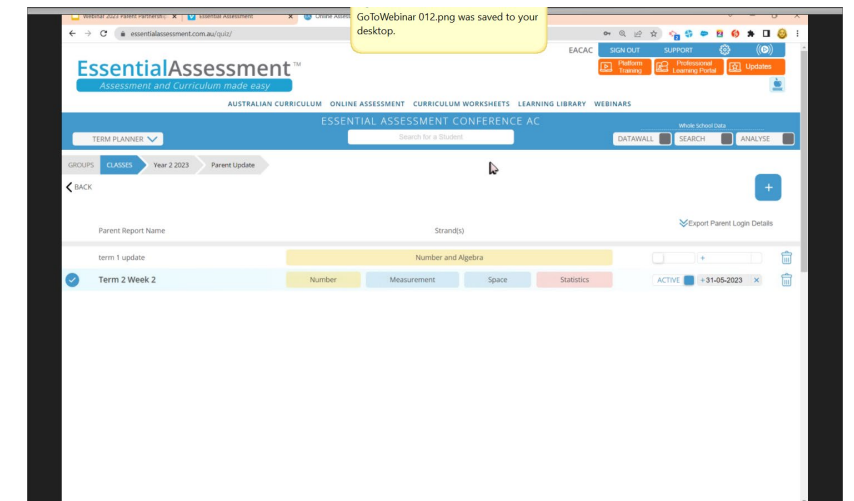 Webinar 2023 Parent Partnership
Essential Assessment
Online Assess
GoToWebinar 012.png was saved to your
desktop.
essentialassessment.com.au/quiz/
EACAC
SIGN OUT
SUPPORT
EssentialAssessment™
Assessment and Curriculum made easy
Platform Training
Professional Learning Portal
Updates
AUSTRALIAN CURRICULUM ONLINE ASSESSMENT CURRICULUM WORKSHEETS LEARNING LIBRARY WEBINARS
ESSENTIAL ASSESSMENT CONFERENCE AC
Whole School Data
TERM PLANNER
Search for a Student
DATAWALL
SEARCH
ANALYSE
GROUPS
CLASSES
Year 2 2023
Parent Update
BACK
+
Parent Report Name
Strand(s)
Export Parent Login Details
term 1 update
Number and Algebra
+
Term 2 Week 2
Number
Measurement
Space
Statistics
ACTIVE
+ 31-05-2023 ×